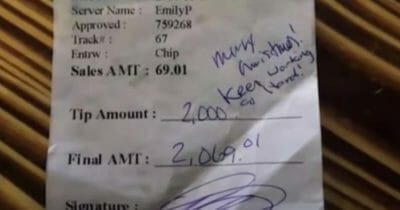 Server Name : EmilyP
Approved : 759268
Track# : 67
Entrw : Chip
Sales AMT : 69.01
Merry
Christmas!
Keep working
so hard!
Tip Amount : 2,000
Final AMT : 2,069.01
Signature :